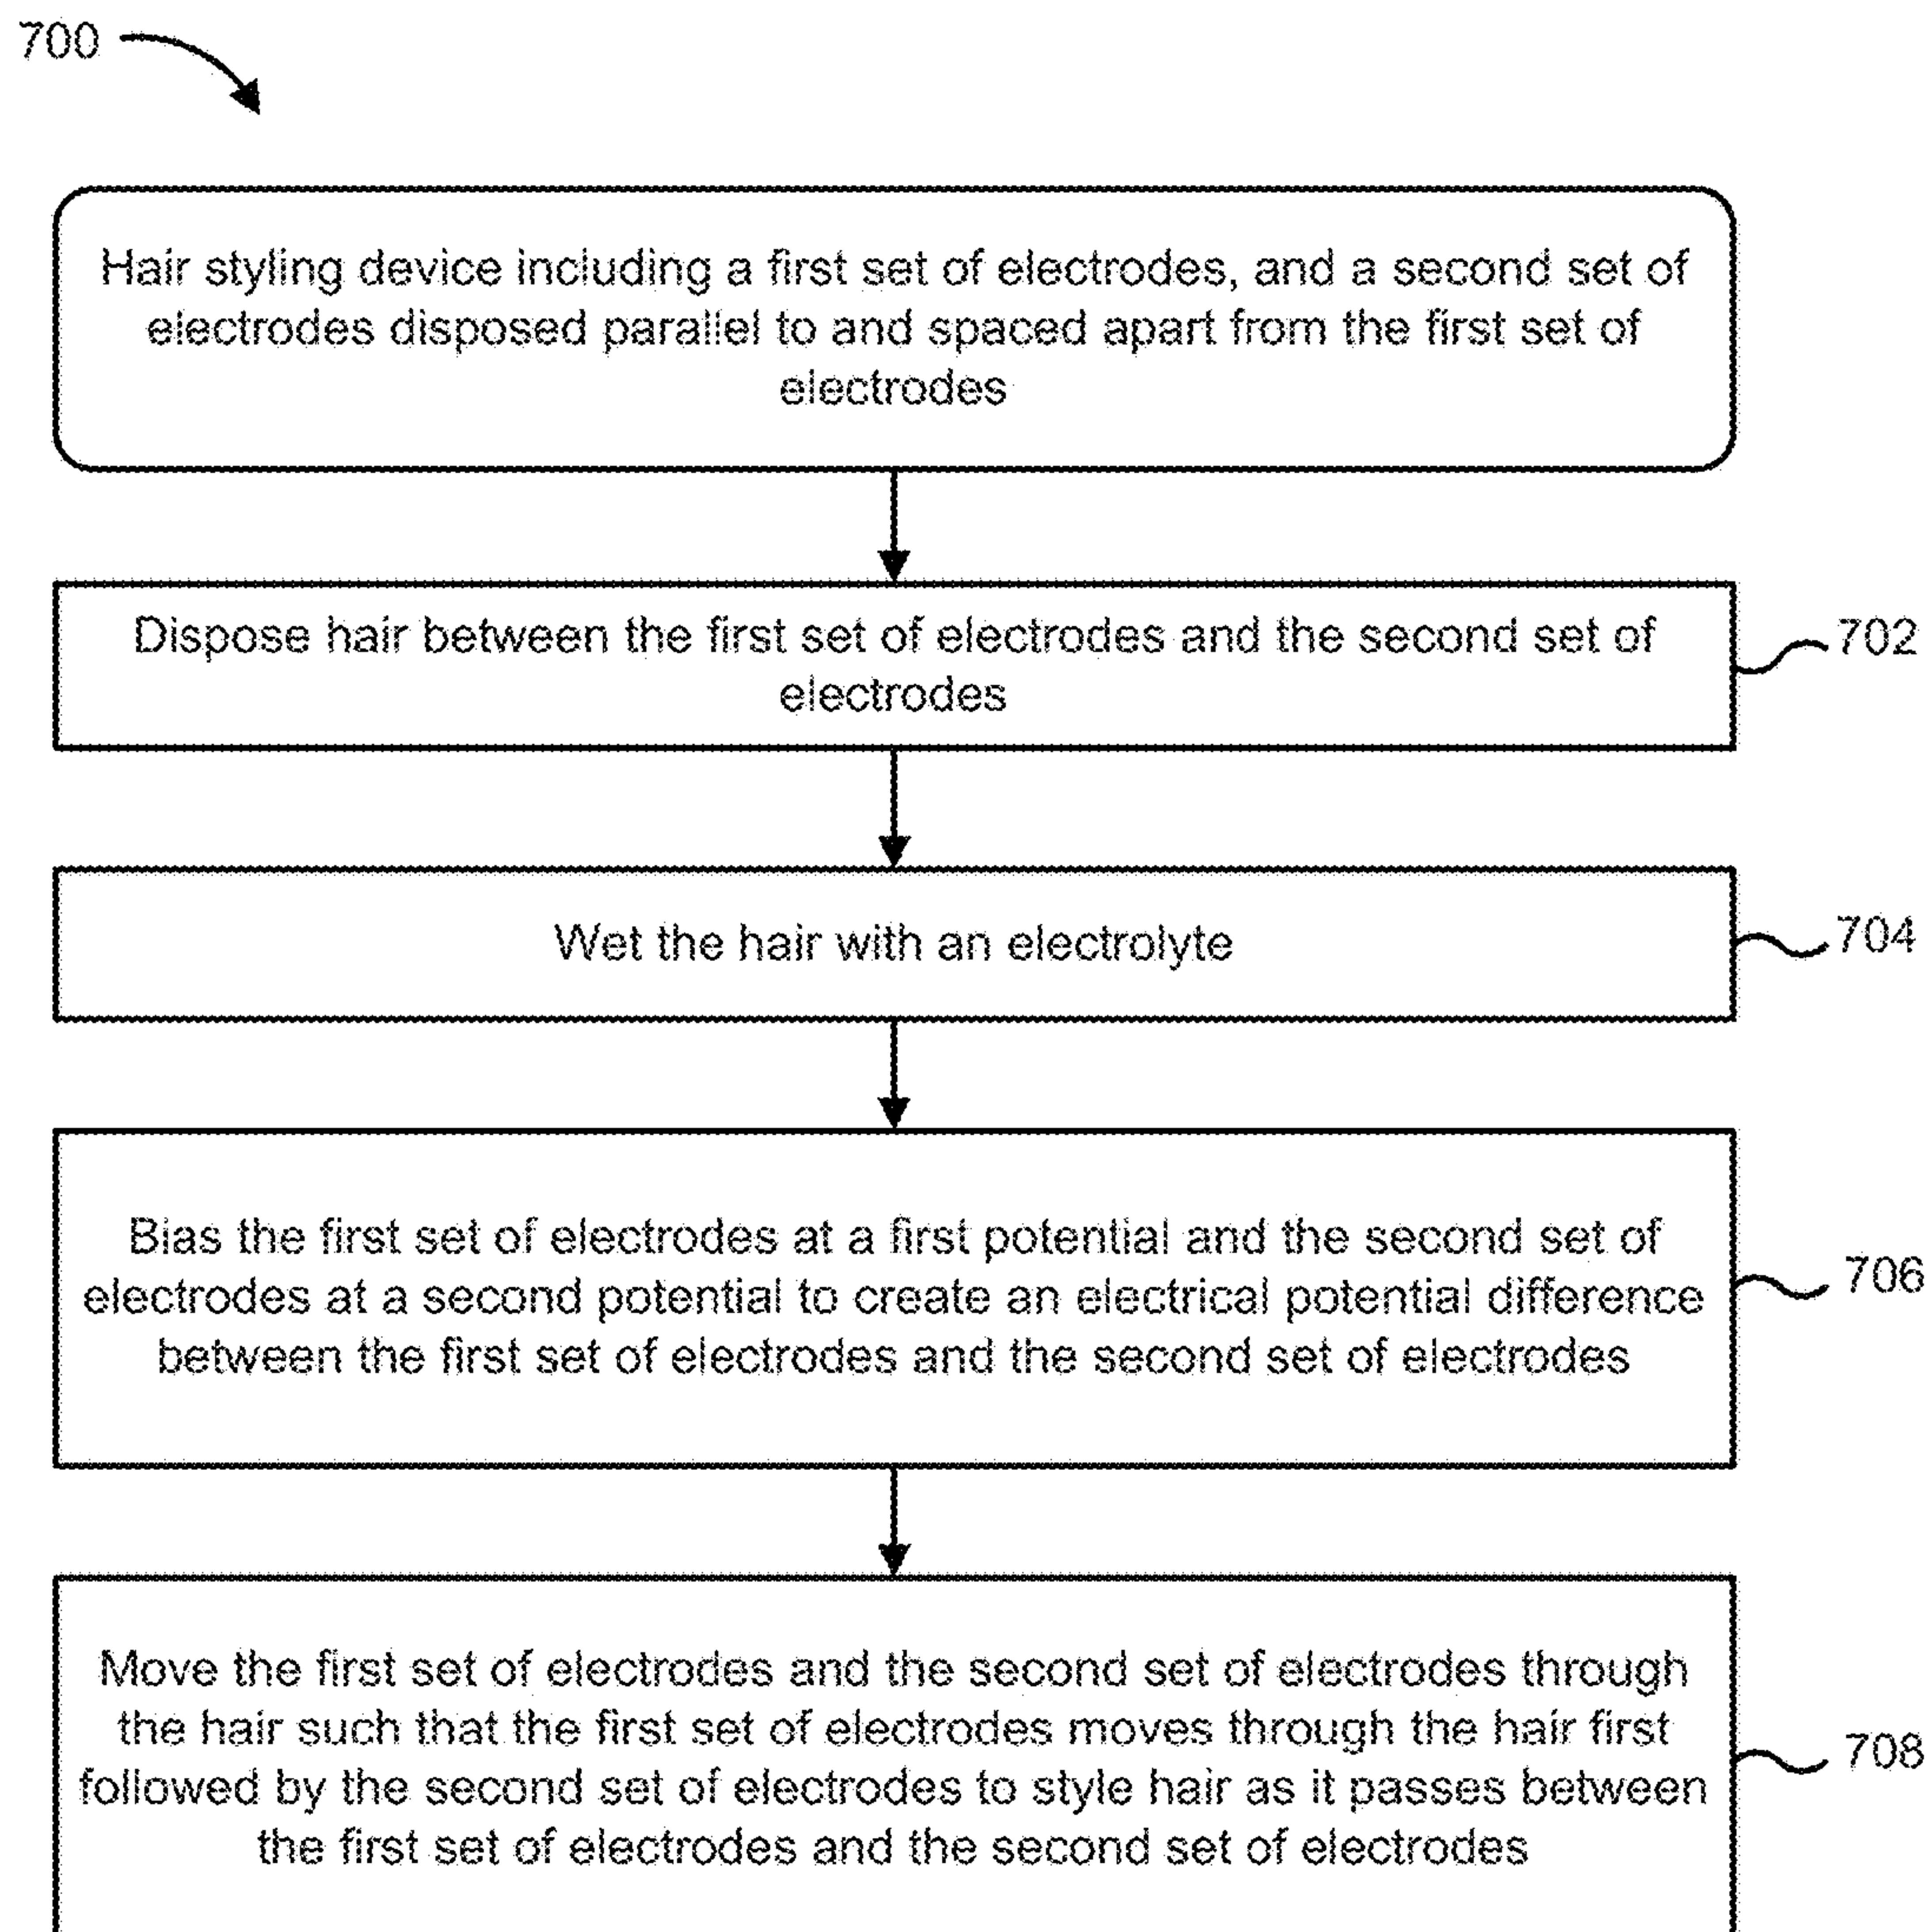 700
Hair styling device including a first set of electrodes, and a second set of
electrodes disposed parallel to and spaced apart from the first set of
electrodes
Dispose hair between the first set of electrodes and the second set of
electrodes
702
Wet the hair with an electrolyte
704
Bias the first set of electrodes at a first potential and the second set of
electrodes at a second potential to create an electrical potential difference
between the first set of electrodes and the second set of electrodes
706
Move the first set of electrodes and the second set of electrodes through
the hair such that the first set of electrodes moves through the hair first
followed by the second set of electrodes to style hair as it passes between
the first set of electrodes and the second set of electrodes
708